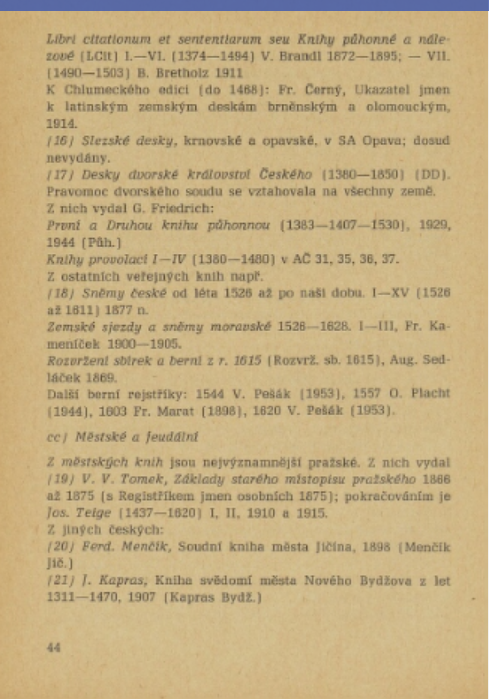 Libri citationum et sententiarum seu Knihy půhonné a nále-
zové (LCit) I.—VI. (1374—1494) V. Brandl 1872—1895; — VII.
(1490—1503) B. Bretholz 1911
K Chlumeckého edici (do 1468): Fr. Černý, Ukazatel jmen
k latinským zemským deskám brněnským a olomouckým,
1914.
/16/ Slezské desky, krnovské a opavské, v SA Opava; dosud
nevydány.
/17/ Desky dvorské království Českého (1380—1850) (DD).
Pravomoc dvorského soudu se vztahovala na všechny země.
Z nich vydal G. Friedrich:
První a Druhou knihu půhonnou (1383—1407—1530), 1929,
1944 (Půh.)
Knihy provolací I—IV (1380—1480) v AČ 31, 35, 36, 37.
Z ostatních veřejných knih např.
/18/ Sněmy české od léta 1526 až po naši dobu. I—XV (1526
až 1611) 1877 n.
Zemské sjezdy a sněmy moravské 1526—1628. I—III, Fr. Ka-
meníček 1900—1905.
Rozvržení sbírek a berní z r. 1615 (Rozvrž. sb. 1615), Aug. Sed-
láček 1869.
Další berní rejstříky: 1544 V. Pešák (1953), 1557 O. Placht
(1944), 1603 Fr. Marat (1898), 1620 V. Pešák (1953).
cc/ Městské a feudální
Z městských knih jsou nejvýznamnější pražské. Z nich vydal
/19/ V. V. Tomek, Základy starého místopisu pražského 1866
až 1875 (s Registříkem jmen osobních 1875); pokračováním je
Jos. Teige (1437—1620) I, II, 1910 a 1915.
Z jiných českých:
/20/ Ferd. Menčík, Soudní kniha města Jičína, 1898 (Menčík
Jič.)
/21/ J. Kapras, Kniha svědomí města Nového Bydžova z let
1311—1470, 1907 (Kapras Bydž.)
44